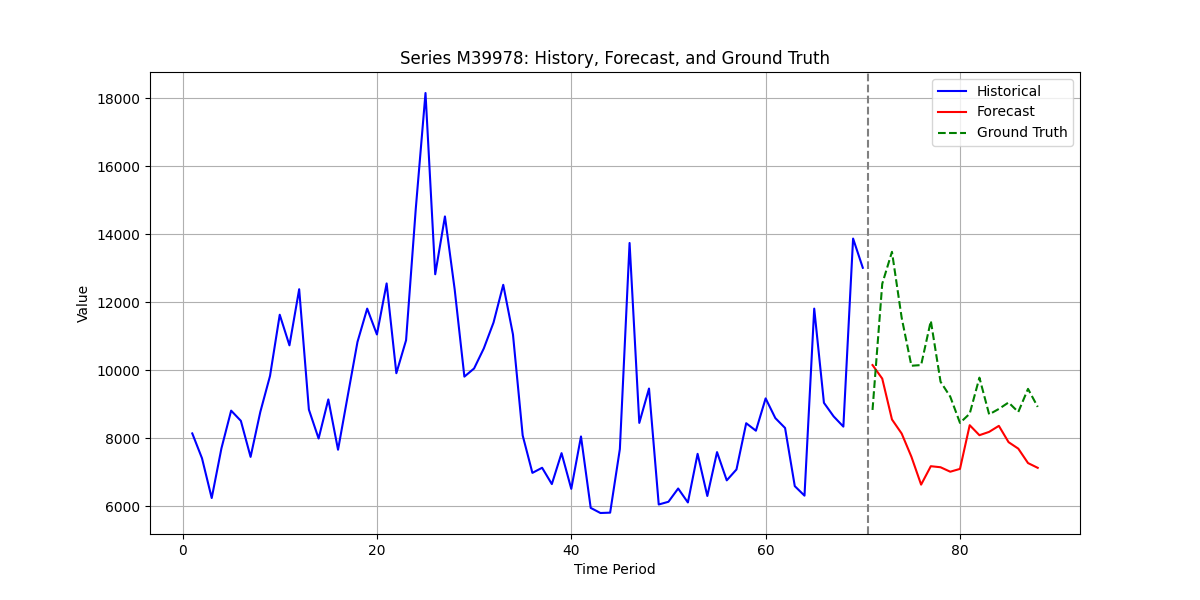 Series M39978: History, Forecast, and Ground Truth
Historical
Forecast
Ground Truth
18000
16000
14000
12000
10000
8000
6000
Value
0
20
40
60
80
Time Period